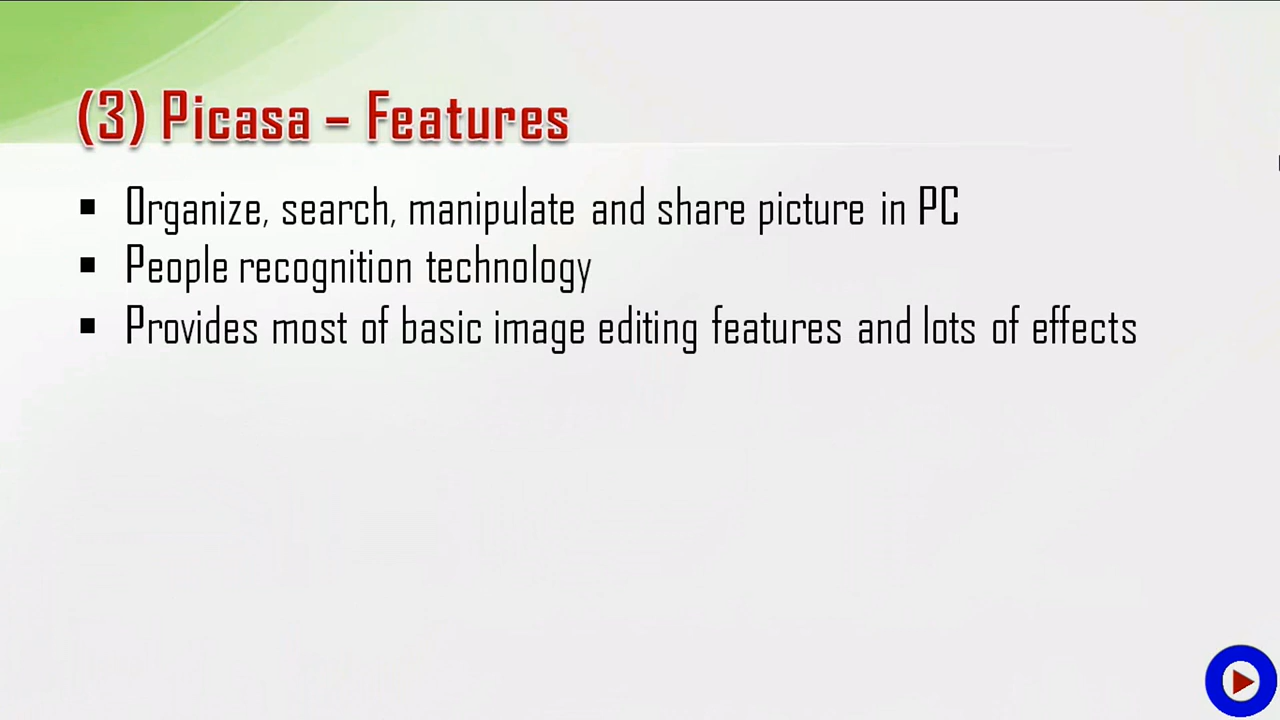 (3) Picasa – Features
▪ Organize, search, manipulate and share picture in PC
▪ People recognition technology
▪ Provides most of basic image editing features and lots of effects